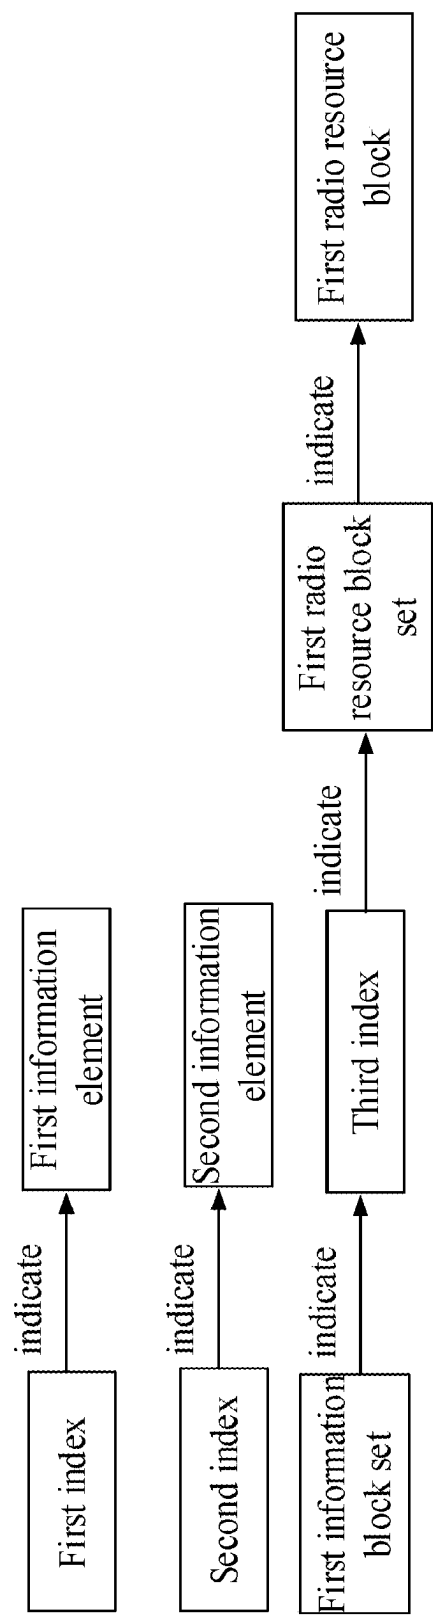 First index
indicate
First information
element
Second index
indicate
Second information
element
First information
block set
indicate
Third index
indicate
First radio
resource block
set
indicate
First radio resource
block